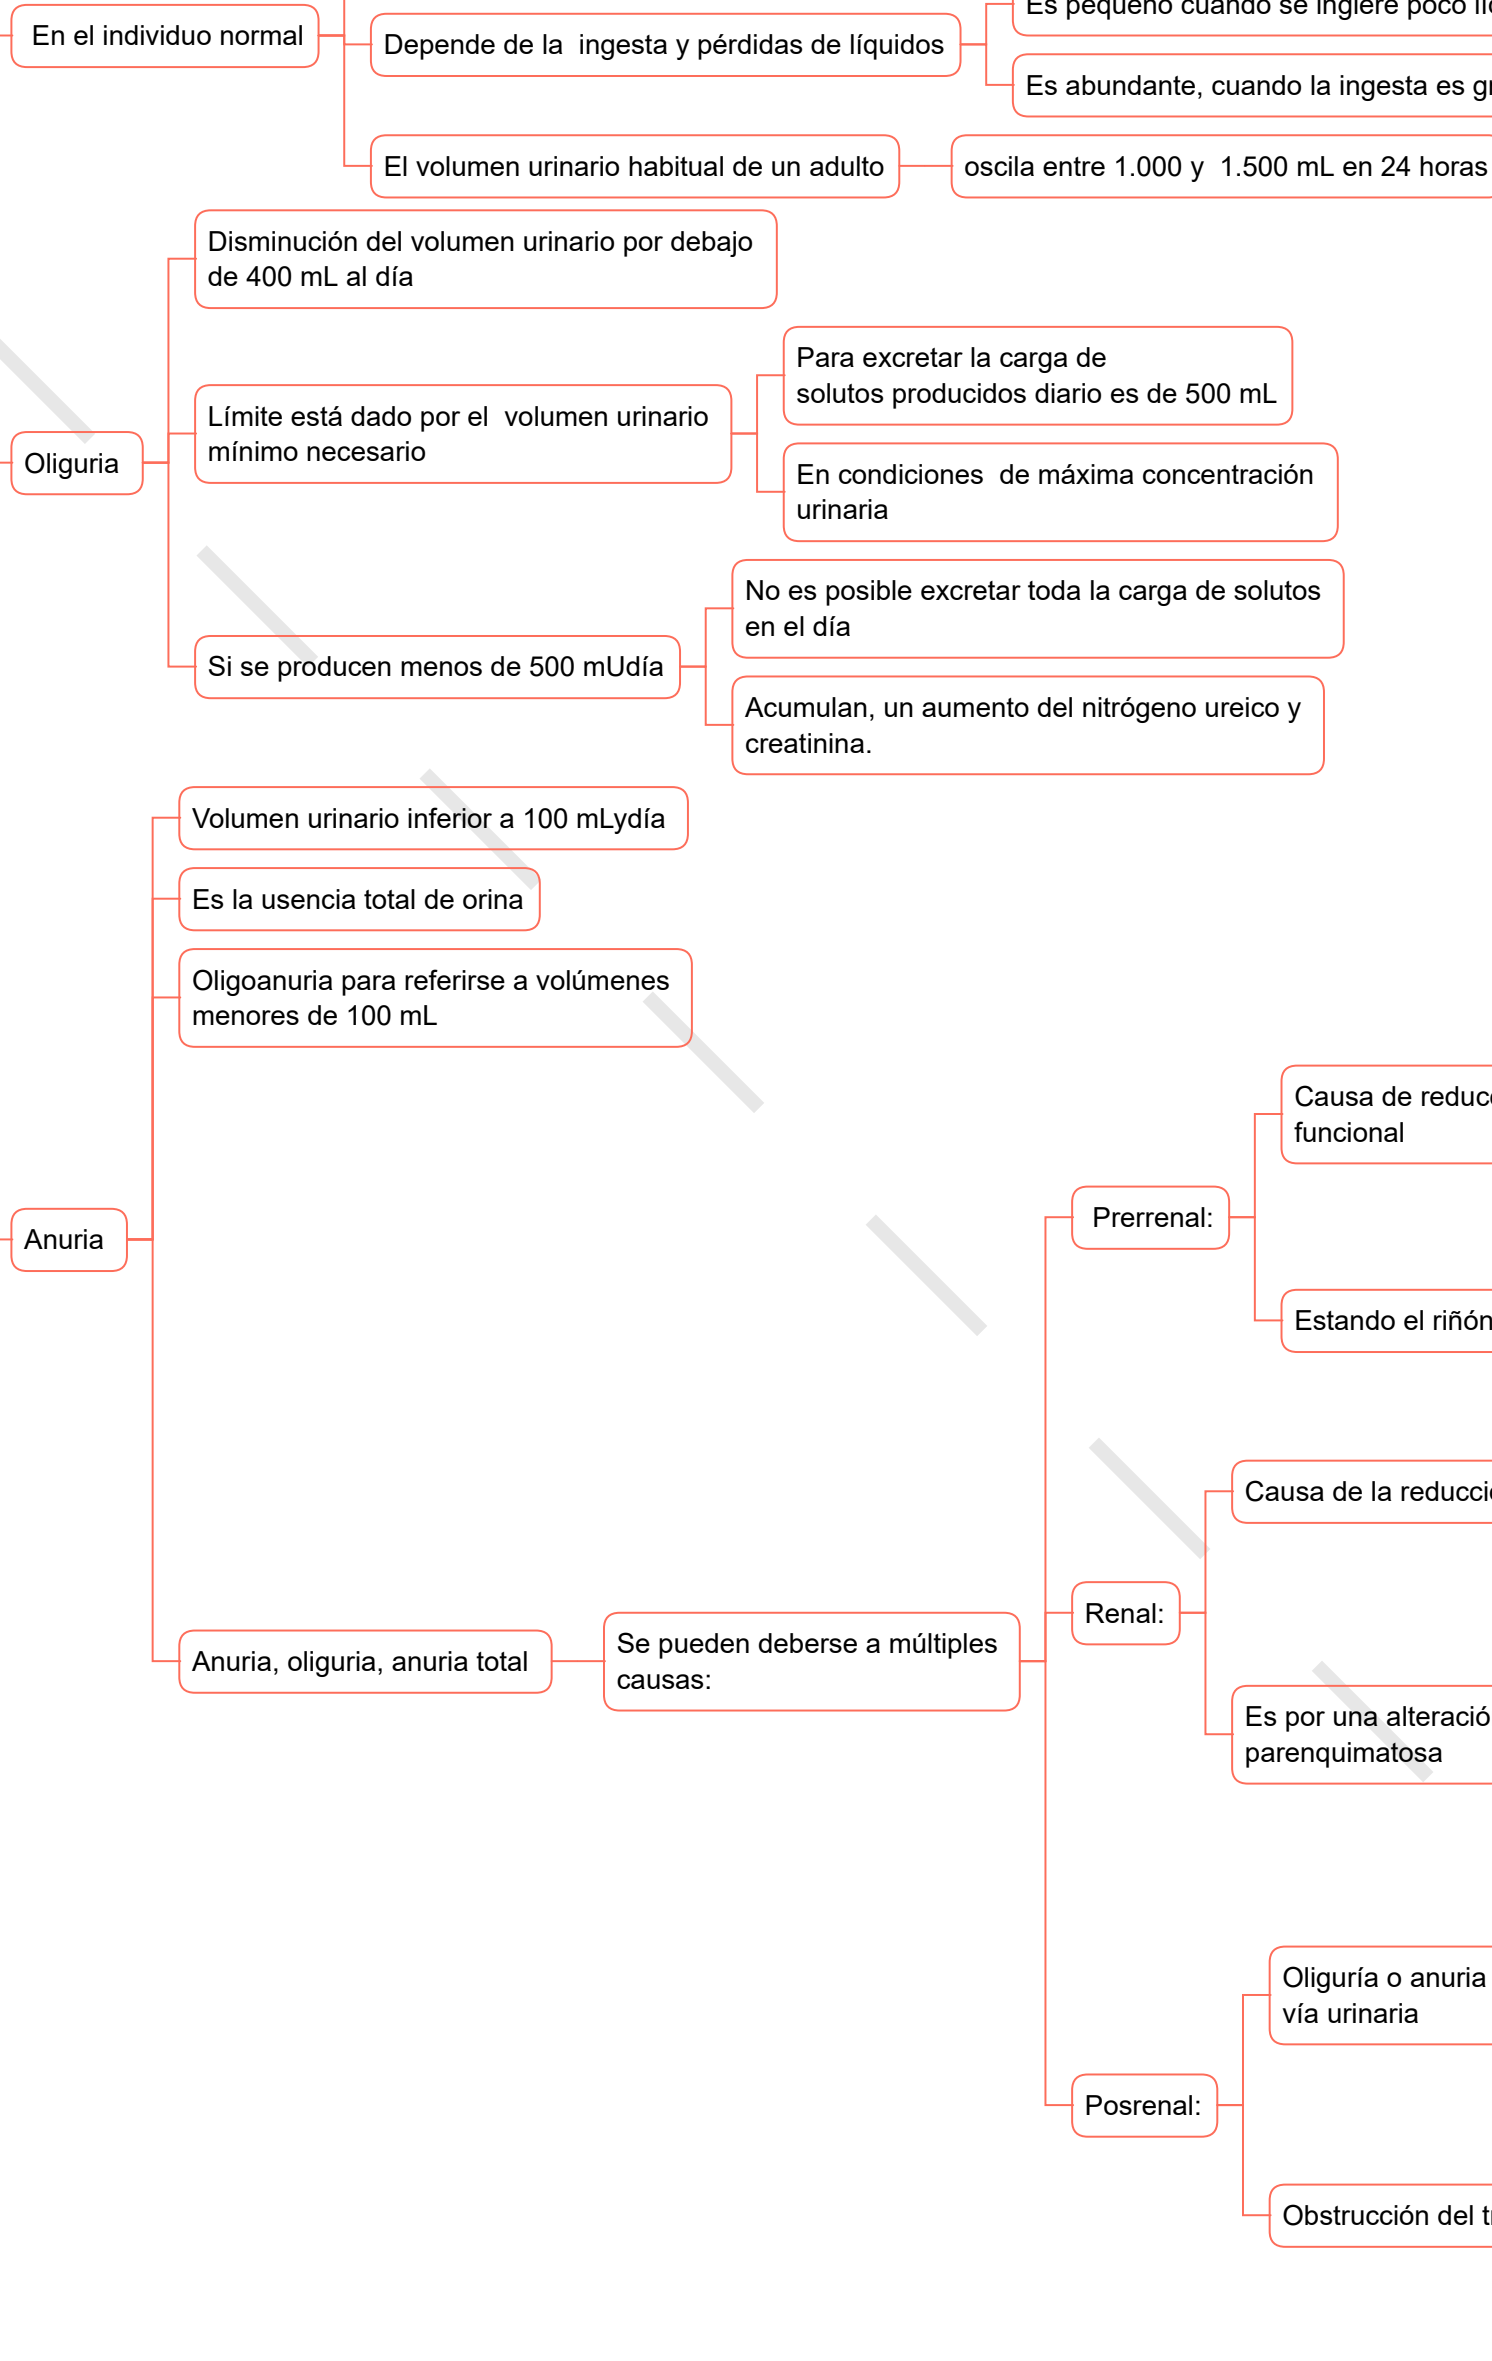 En el individuo normal
Depende de la  ingesta y pérdidas de líquidos
Es pequeño cuando se ingiere poco
Es abundante, cuando la ingesta es
El volumen urinario habitual de un adulto
oscila entre 1.000 y  1.500 mL en 24 horas
Oliguria
Disminución del volumen urinario por debajo
de 400 mL al día
Límite está dado por el  volumen urinario
mínimo necesario
Para excretar la carga de
solutos producidos diario es de 500 mL
En condiciones  de máxima concentración
urinaria
Si se producen menos de 500 mUdía
No es posible excretar toda la carga de solutos
en el día
Acumulan, un aumento del nitrógeno ureico y
creatinina.
Anuria
Volumen urinario inferior a 100 mLydía
Es la usencia total de orina
Oligoanuria para referirse a volúmenes
menores de 100 mL
Anuria, oliguria, anuria total
Se pueden deberse a múltiples
causas:
Prerrenal:
Causa de
funcional
Estando el riñón
Renal:
Causa de la
Es por una
parenquimatosa
Posrenal:
Oliguría o anuria
vía urinaria
Obstrucción del